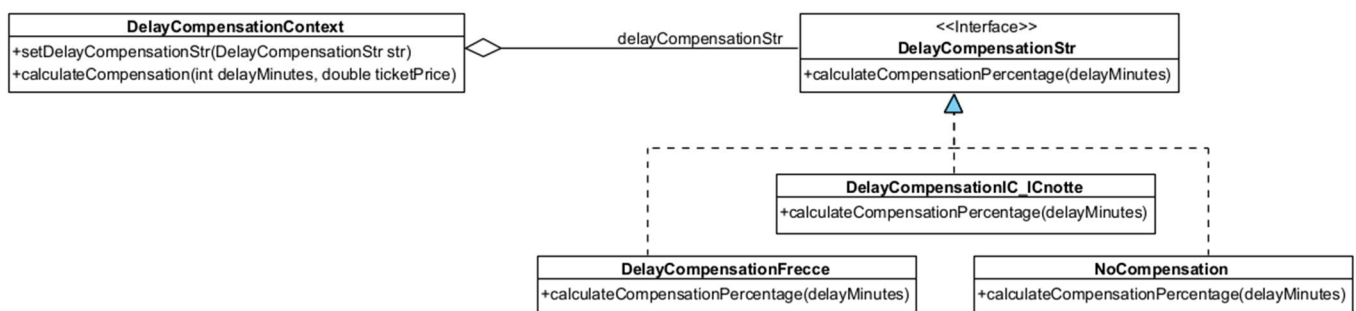 DelayCompensationContext
+setDelayCompensationStr(DelayCompensationStr str)
+calculateCompensation(int delayMinutes, double ticketPrice)
delayCompensationStr
<<Interface>>
DelayCompensationStr
+calculateCompensationPercentage(delayMinutes)
DelayCompensationIC_ICnotte
+calculateCompensationPercentage(delayMinutes)
DelayCompensationFrecce
+calculateCompensationPercentage(delayMinutes)
NoCompensation
+calculateCompensationPercentage(delayMinutes)